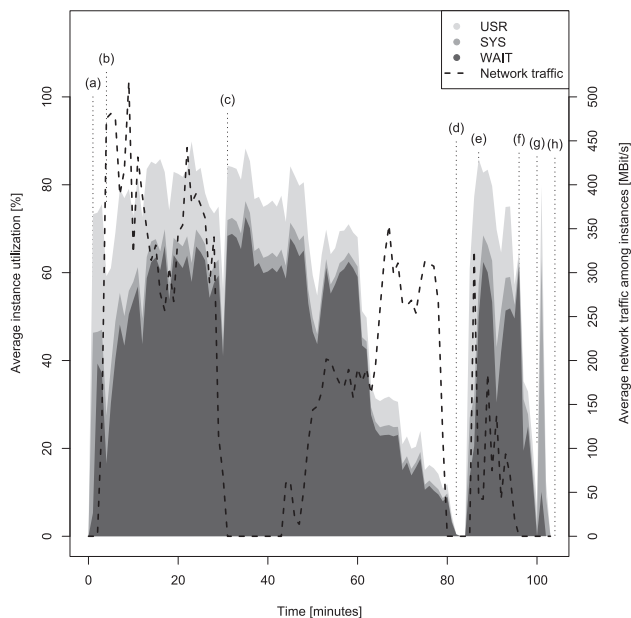 USR
SYS
WAIT
Network traffic
(a)
(b)
(c)
(d)
(e)
(f)
(g)
(h)
Average instance utilization [%]
0
20
40
60
80
100
Average network traffic among instances [MBit/s]
0
50
100
150
200
250
300
350
400
450
500
0
20
40
60
80
100
Time [minutes]